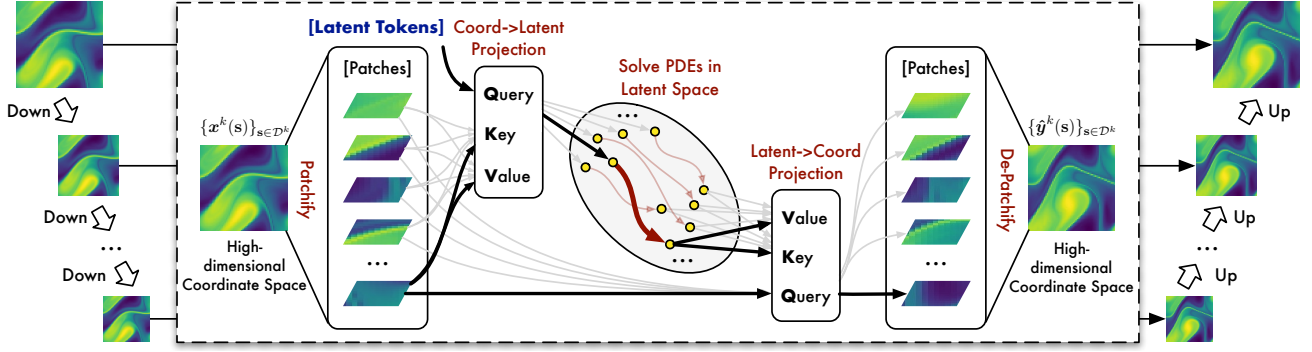 Down
Down
...
Down
{x^k(s)}_{s∈D^k}
High-
dimensional
Coordinate Space
Patchify
[Patches]
...
[Latent Tokens]
Coord->Latent
Projection
Query
Key
Value
Solve PDEs in
Latent Space
...
...
Latent->Coord
Projection
Value
Key
Query
[Patches]
...
De-Patchify
{ŷ^k(s)}_{s∈D^k}
High-
dimensional
Coordinate Space
Up
Up
...
Up